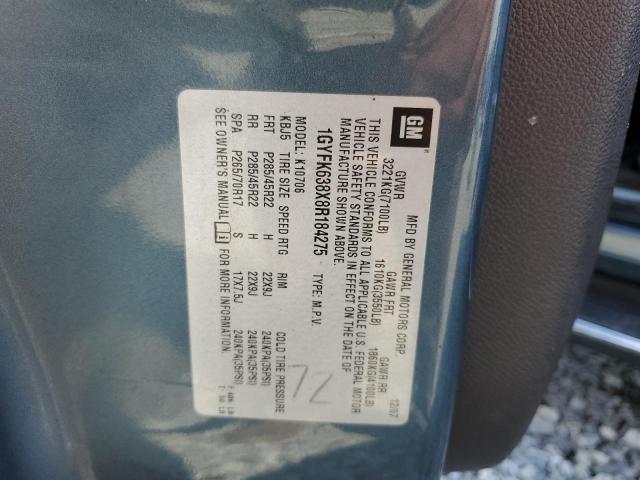 GM
MFD BY GENERAL MOTORS CORP. 12/07
GVWR GAWR FRT GAWR RR
3221KG(7100LB) 1610KG(3550LB) 1860KG(4100LB)
THIS VEHICLE CONFORMS TO ALL APPLICABLE U.S. FEDERAL MOTOR
VEHICLE SAFETY STANDARDS IN EFFECT ON THE DATE OF
MANUFACTURE SHOWN ABOVE.
1GYFK638X8R184275 TYPE: M.P.V.
MODEL: K10706
KBJ5 TIRE SIZE SPEED RTG RIM COLD TIRE PRESSURE
FRT P285/45R22 H 22X9J 240KPA(35PSI)
RR P285/45R22 H 22X9J 240KPA(35PSI)
SPA P265/70R17 S 17X7.5J 240KPA(35PSI)
SEE OWNER'S MANUAL i FOR MORE INFORMATION.
72